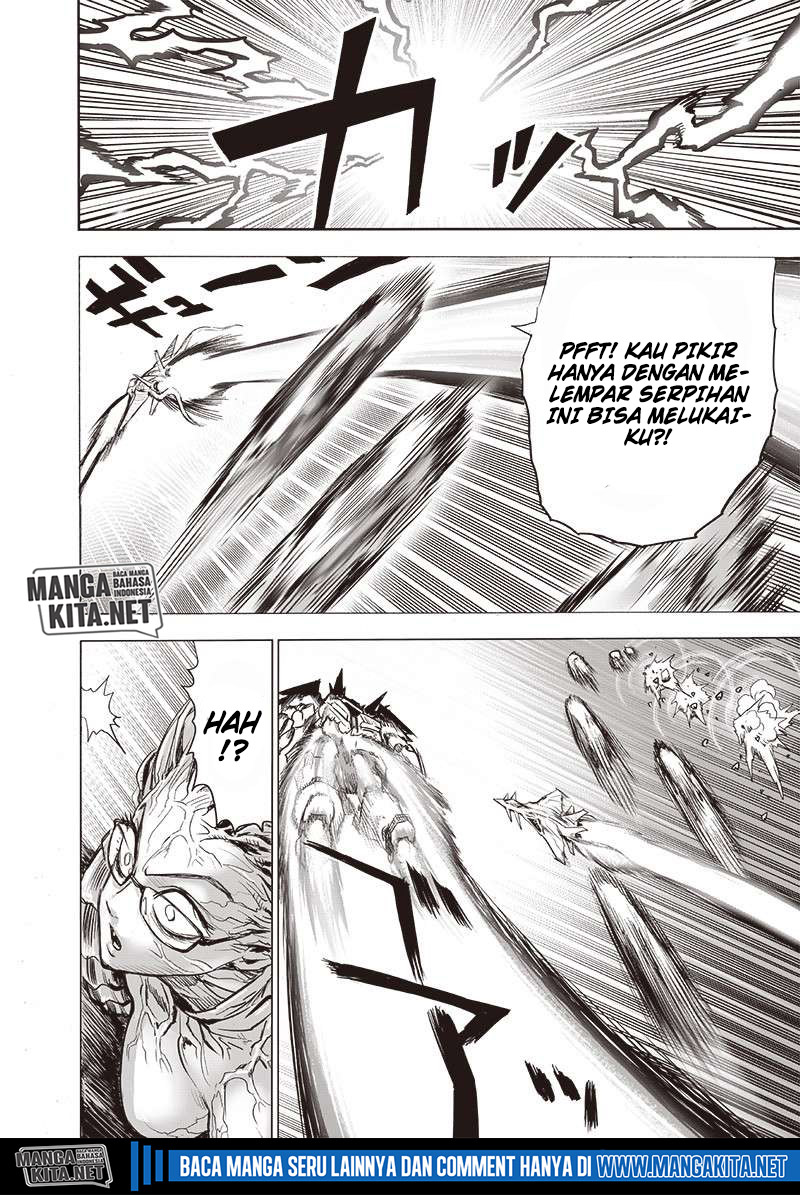 カッ
ギュ
PFFT! KAU PIKIR
HANYA DENGAN ME-
LEMPAR SERPIHAN
INI BISA MELUKAI-
KU?!
MANGA
KITA.NET
BACA MANGA
BAHASA
INDONESIA
HAH
!?
MANGA
KITA.NET
BACA MANGA SERU LAINNYA DAN COMMENT HANYA DI WWW.MANGAKITA.NET